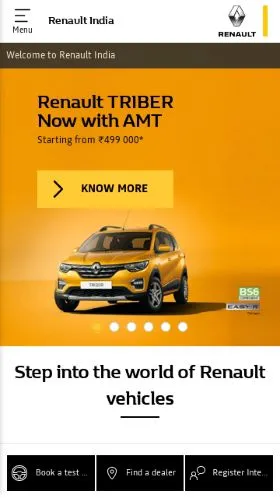 Menu
Renault India
RENAULT
Welcome to Renault India
Renault TRIBER
Now with AMT
Starting from ₹499 000*
KNOW MORE
TRIBER
BS6
EASY-R
Step into the world of Renault
vehicles
Book a test ...
Find a dealer
Register Inte...